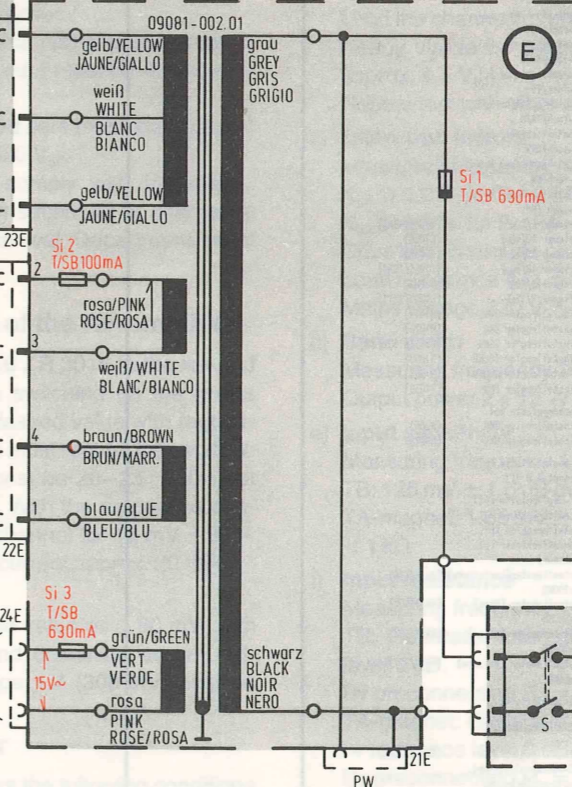 09081-002.01
gelb/YELLOW
JAUNE/GIALLO
grau
GREY
GRIS
GRIGIO
E
weiß
WHITE
BLANC
BIANCO
Si 1
T/SB 630mA
gelb/YELLOW
JAUNE/GIALLO
23E
Si 2
T/SB100mA
2
rosa/PINK
ROSE/ROSA
3
weiß/WHITE
BLANC/BIANCO
4
braun/BROWN
BRUN/MARR.
1
blau/BLUE
BLEU/BLU
22E
Si 3
T/SB
630mA
24E
grün/GREEN
VERT
VERDE
15V~
rosa
PINK
ROSE/ROSA
schwarz
BLACK
NOIR
NERO
S
21E
PW